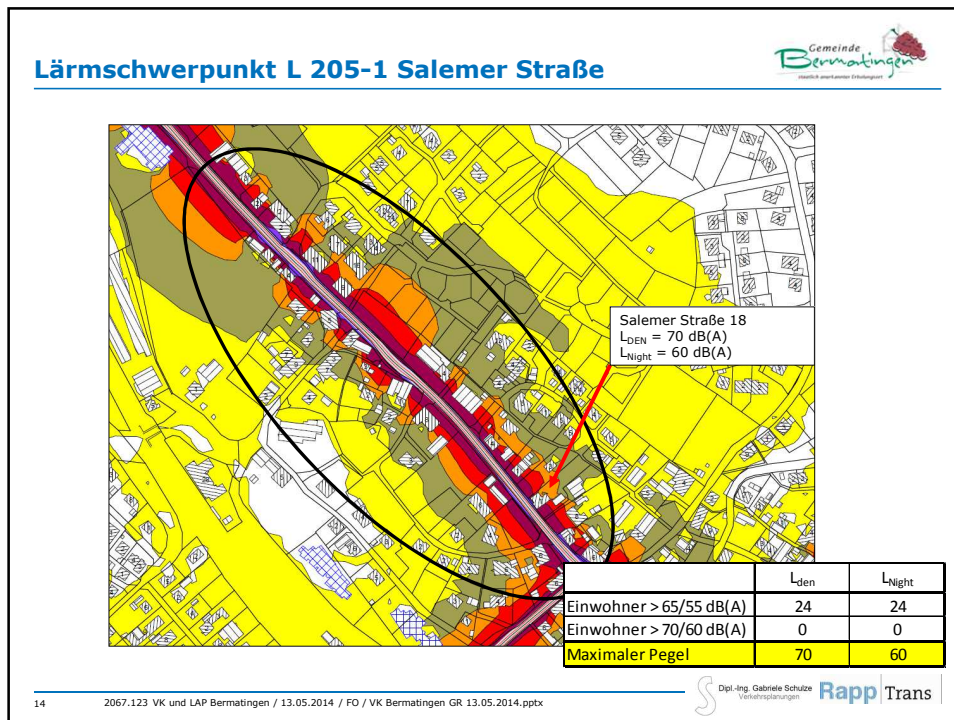 Lärmschwerpunkt L 205-1 Salemer Straße
Gemeinde
Bermatingen
staatlich anerkannter Erholungsort
Salemer Straße 18
LDEN = 70 dB(A)
LNight = 60 dB(A)
Lden LNight
Einwohner > 65/55 dB(A) 24 24
Einwohner > 70/60 dB(A) 0 0
Maximaler Pegel 70 60
14 2067.123 VK und LAP Bermatingen / 13.05.2014 / FO / VK Bermatingen GR 13.05.2014.pptx
Dipl.-Ing. Gabriele Schulze
Verkehrsplanungen
Rapp Trans